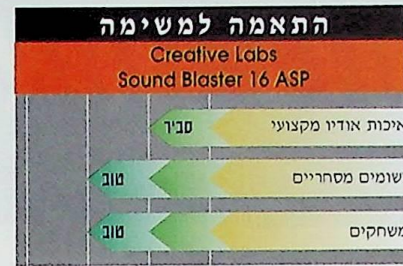 התאמה למשימה
Creative Labs
Sound Blaster 16 ASP
איכות אודיו מקצועי סביר
מסחריים טוב
משחקים טוב